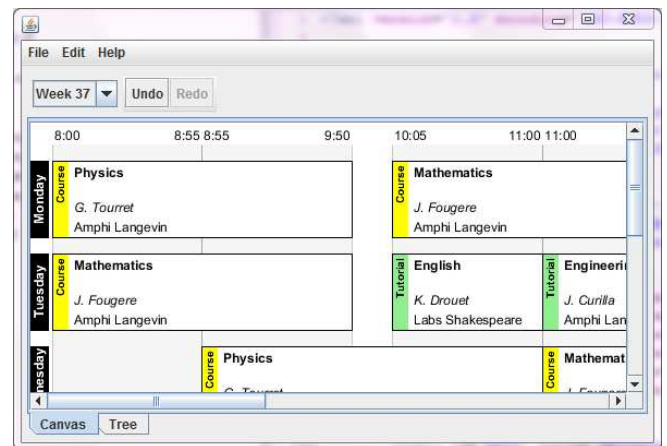 File Edit Help
Week 37 Undo Redo
8:00 8:55 8:55 9:50 10:05 11:00 11:00
Monday
Course Physics
G. Tourret
Amphi Langevin
Course Mathematics
J. Fougere
Amphi Langevin
Tuesday
Course Mathematics
J. Fougere
Amphi Langevin
Tutorial English
K. Drouet
Labs Shakespeare
Tutorial Engineeri
J. Curilla
Amphi Lan
nesday
Course Physics
Course Mathemat
Canvas Tree